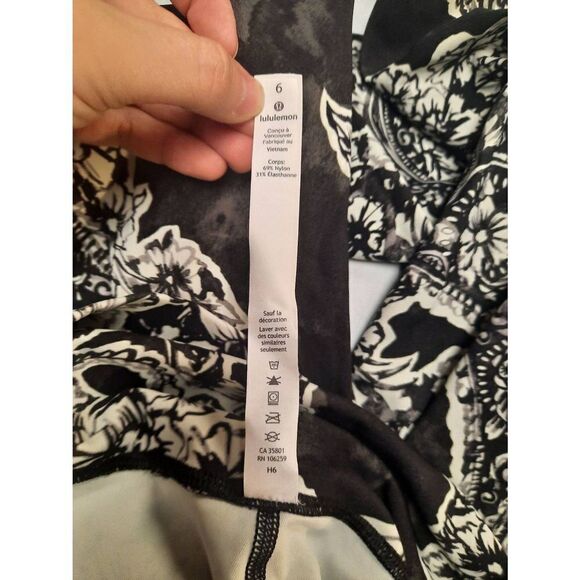 6
lululemon
Conçu à
Vancouver
Fabriqué au
Vietnam
Corps:
69% Nylon
31% Élasthanne
Sauf la
décoration
Laver avec
des couleurs
similaires
seulement
CA 35801
RN 106259
H6